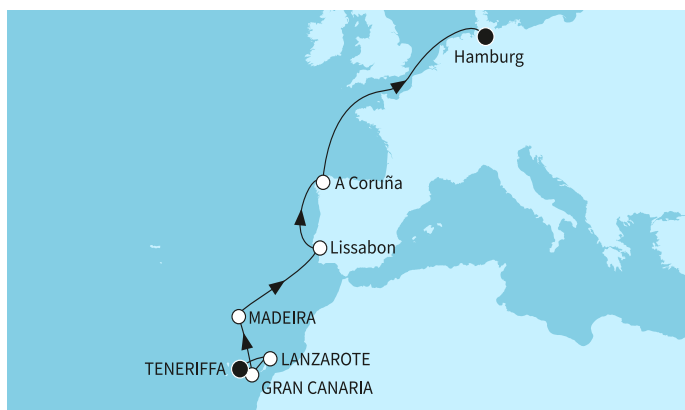 Hamburg
A Coruña
Lissabon
MADEIRA
LANZAROTE
TENERIFFA
GRAN CANARIA